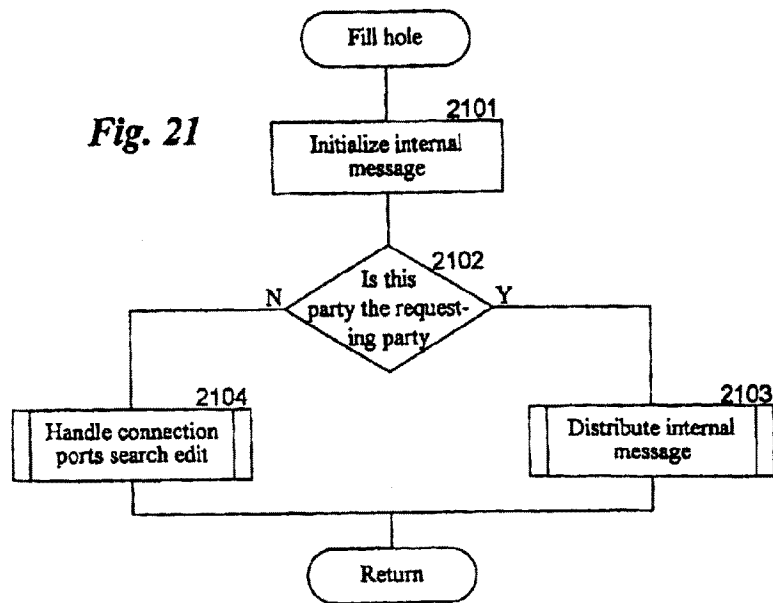 Fill hole
Fig. 21
2101
Initialize internal
message
2102
Is this
party the request-
ing party
N
Y
2104
Handle connection
ports search edit
2103
Distribute internal
message
Return